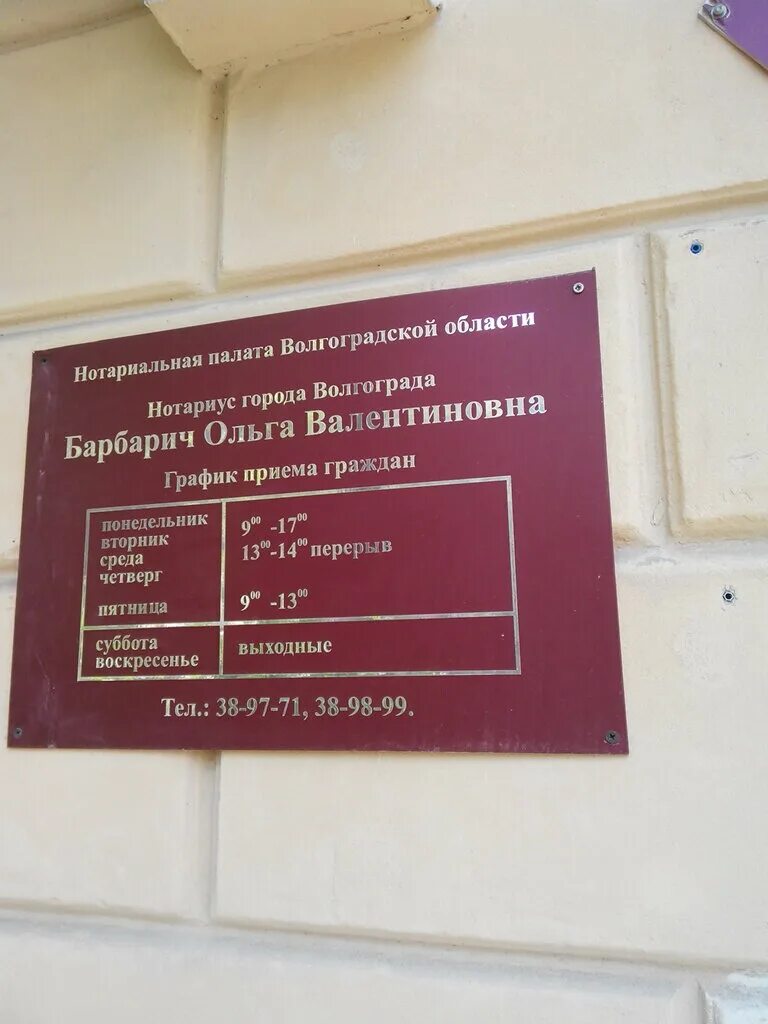 Нотариальная палата Волгоградской области
Нотариус города Волгограда
Барбарич Ольга Валентиновна
График приема граждан
понедельник 9⁰⁰ -17⁰⁰
вторник 13⁰⁰-14⁰⁰ перерыв
среда
четверг
пятница 9⁰⁰ -13⁰⁰
суббота выходные
воскресенье
Тел.: 38-97-71, 38-98-99.